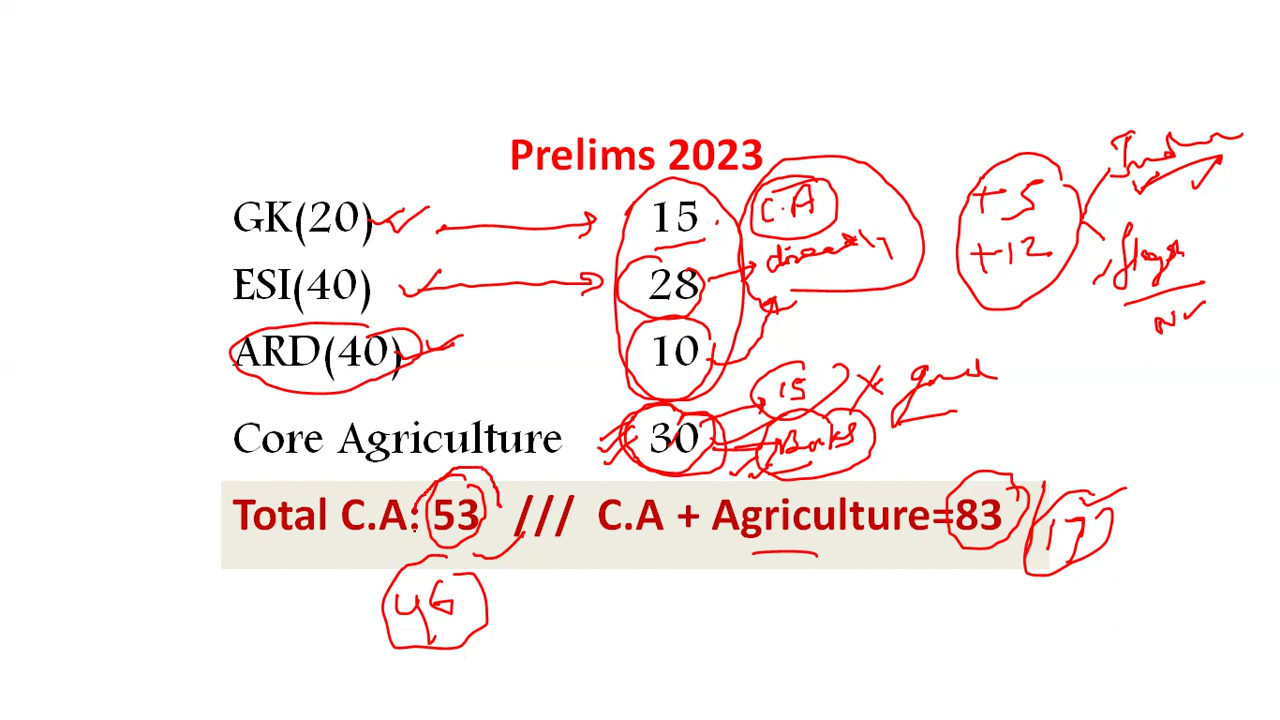 Prelims 2023
GK(20) 15 C.A +5
ESI(40) 28 +12
ARD(40) 10
15
Core Agriculture 30 Books
Total C.A: 53 /// C.A + Agriculture=83 17
46